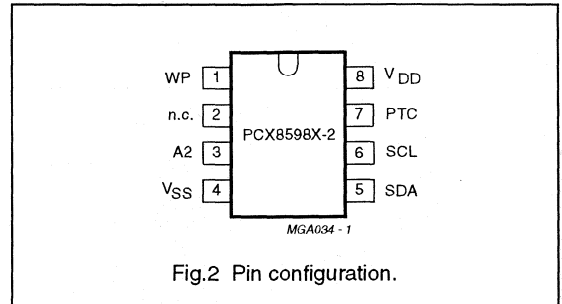 WP 1 8 VDD
n.c. 2 7 PTC
PCX8598X-2
A2 3 6 SCL
VSS 4 5 SDA
MGA034 - 1
Fig.2 Pin configuration.